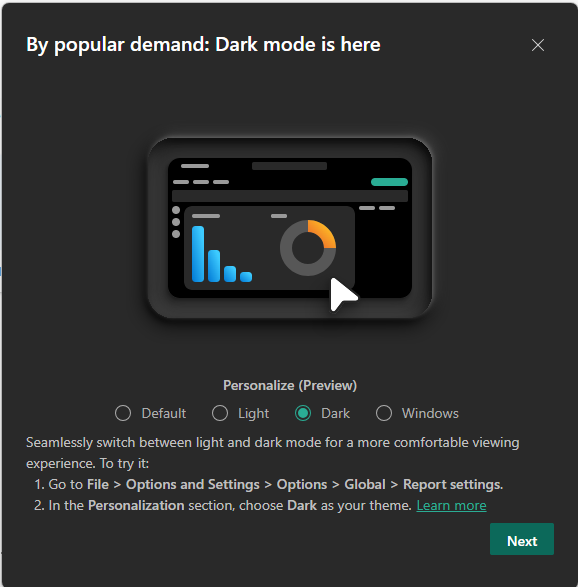 By popular demand: Dark mode is here
Personalize (Preview)
Default Light Dark Windows
Seamlessly switch between light and dark mode for a more comfortable viewing
experience. To try it:
1. Go to File > Options and Settings > Options > Global > Report settings.
2. In the Personalization section, choose Dark as your theme. Learn more
Next